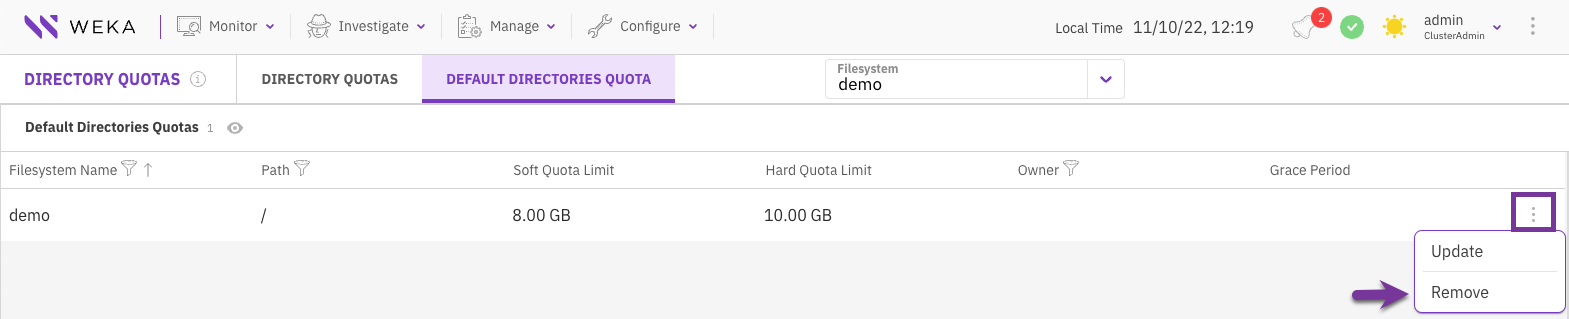 WEKA Monitor Investigate Manage Configure Local Time 11/10/22, 12:19 2 admin
ClusterAdmin
DIRECTORY QUOTAS i DIRECTORY QUOTAS DEFAULT DIRECTORIES QUOTA Filesystem
demo
Default Directories Quotas 1
Filesystem Name Path Soft Quota Limit Hard Quota Limit Owner Grace Period
demo / 8.00 GB 10.00 GB
Update
Remove